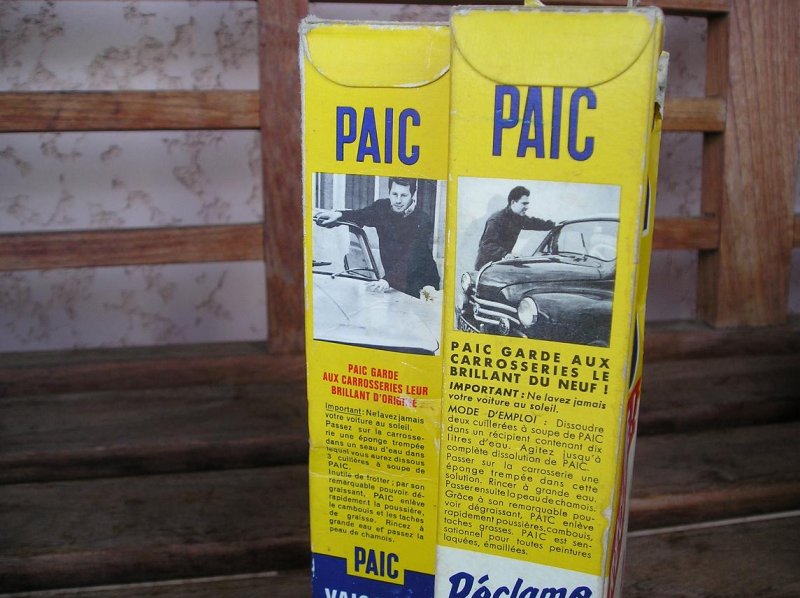 PAIC
PAIC GARDE
AUX CARROSSERIES LEUR
BRILLANT D'ORIGINE
Important: Ne lavez jamais
votre voiture au soleil.
Passez sur la carrosse-
rie une éponge trempée
dans un seau d'eau dans
lequel vous aurez dissous
3 cuillères à soupe de
PAIC.
Inutile de frotter; par son
remarquable pouvoir dé-
graissant, PAIC enlève
rapidement la poussière,
le cambouis et les taches
de graisse. Rincez à
grande eau et passez la
peau de chamois.
PAIC
PAIC
PAIC GARDE AUX
CARROSSERIES LE
BRILLANT DU NEUF !
IMPORTANT : Ne lavez jamais
votre voiture au soleil.
MODE D'EMPLOI : Dissoudre
deux cuillerées à soupe de PAIC
dans un récipient contenant dix
litres d'eau. Agitez jusqu'à
complète dissolution de PAIC.
Passer sur la carrosserie une
éponge trempée dans cette
solution. Rincer à grande eau.
Passer ensuite la peau de chamois.
Grâce à son remarquable pou-
voir dégraissant, PAIC enlève
rapidement poussières, cambouis,
taches grasses. PAIC est sen-
sationnel pour toutes peintures
laquées, émaillées.
Réclame